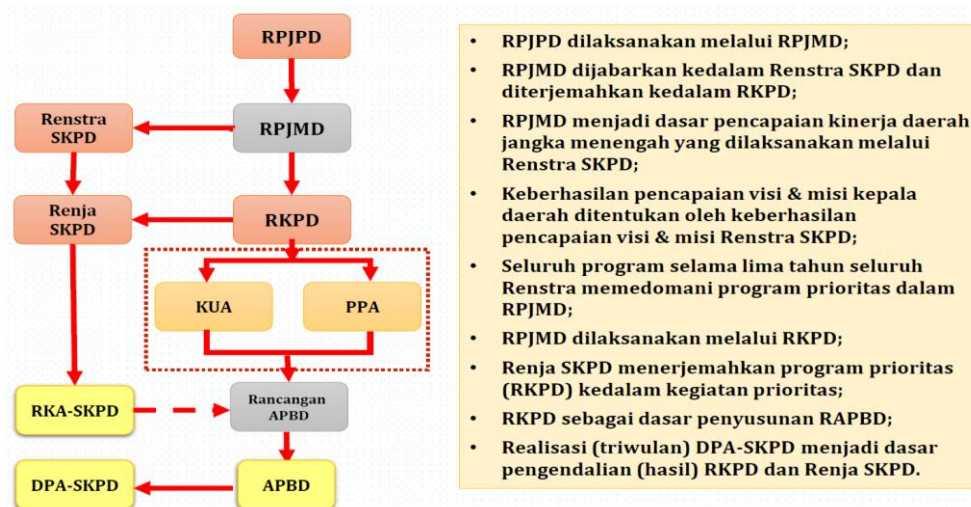 RPJPD
Renstra
SKPD
RPJMD
Renja
SKPD
RKPD
KUA
PPA
RKA-SKPD
Rancangan
APBD
DPA-SKPD
APBD
• RPJPD dilaksanakan melalui RPJMD;
• RPJMD dijabarkan kedalam Renstra SKPD dan
diterjemahkan kedalam RKPD;
• RPJMD menjadi dasar pencapaian kinerja daerah
jangka menengah yang dilaksanakan melalui
Renstra SKPD;
• Keberhasilan pencapaian visi & misi kepala
daerah ditentukan oleh keberhasilan
pencapaian visi & misi Renstra SKPD;
• Seluruh program selama lima tahun seluruh
Renstra memedomani program prioritas dalam
RPJMD;
• RPJMD dilaksanakan melalui RKPD;
• Renja SKPD menerjemahkan program prioritas
(RKPD) kedalam kegiatan prioritas;
• RKPD sebagai dasar penyusunan RAPBD;
• Realisasi (triwulan) DPA-SKPD menjadi dasar
pengendalian (hasil) RKPD dan Renja SKPD.